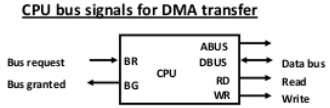 CPU bus signals for DMA transfer
ABUS
Bus request BR DBUS Data bus
CPU
Bus granted BG RD Read
WR Write